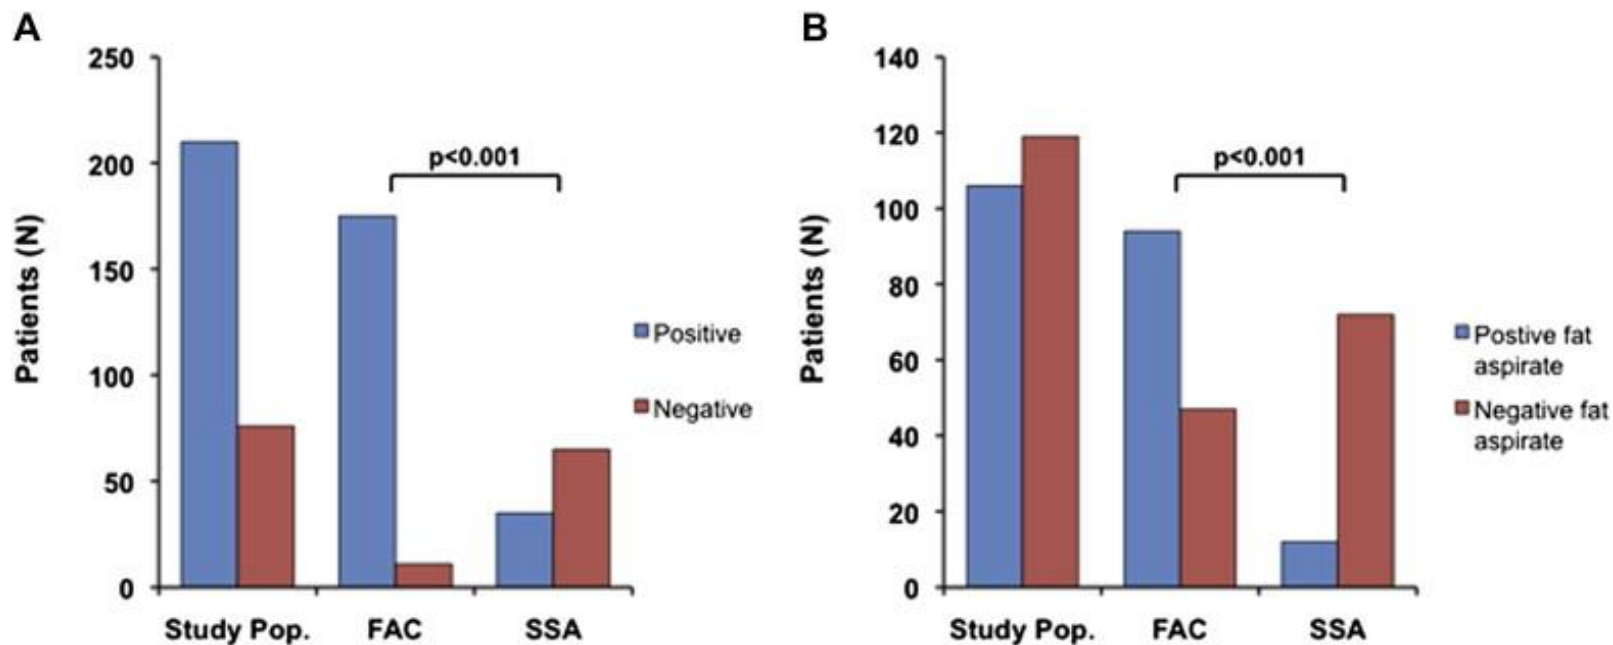 A
250
200
150
100
50
0
Patients (N)
p<0.001
Study Pop.
FAC
SSA
Positive
Negative
B
140
120
100
80
60
40
20
0
Patients (N)
p<0.001
Study Pop.
FAC
SSA
Postive fat
aspirate
Negative fat
aspirate